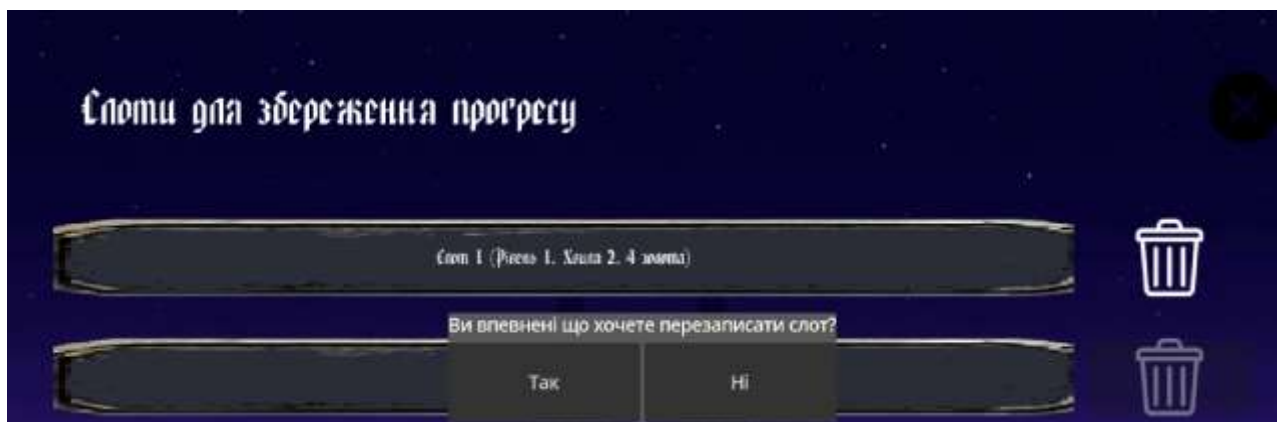 Слоти для збереження прогресу
Слот 1 (Рівень 1. Хвиля 2. 4 золота)
Ви впевнені що хочете перезаписати слот?
Так
Ні